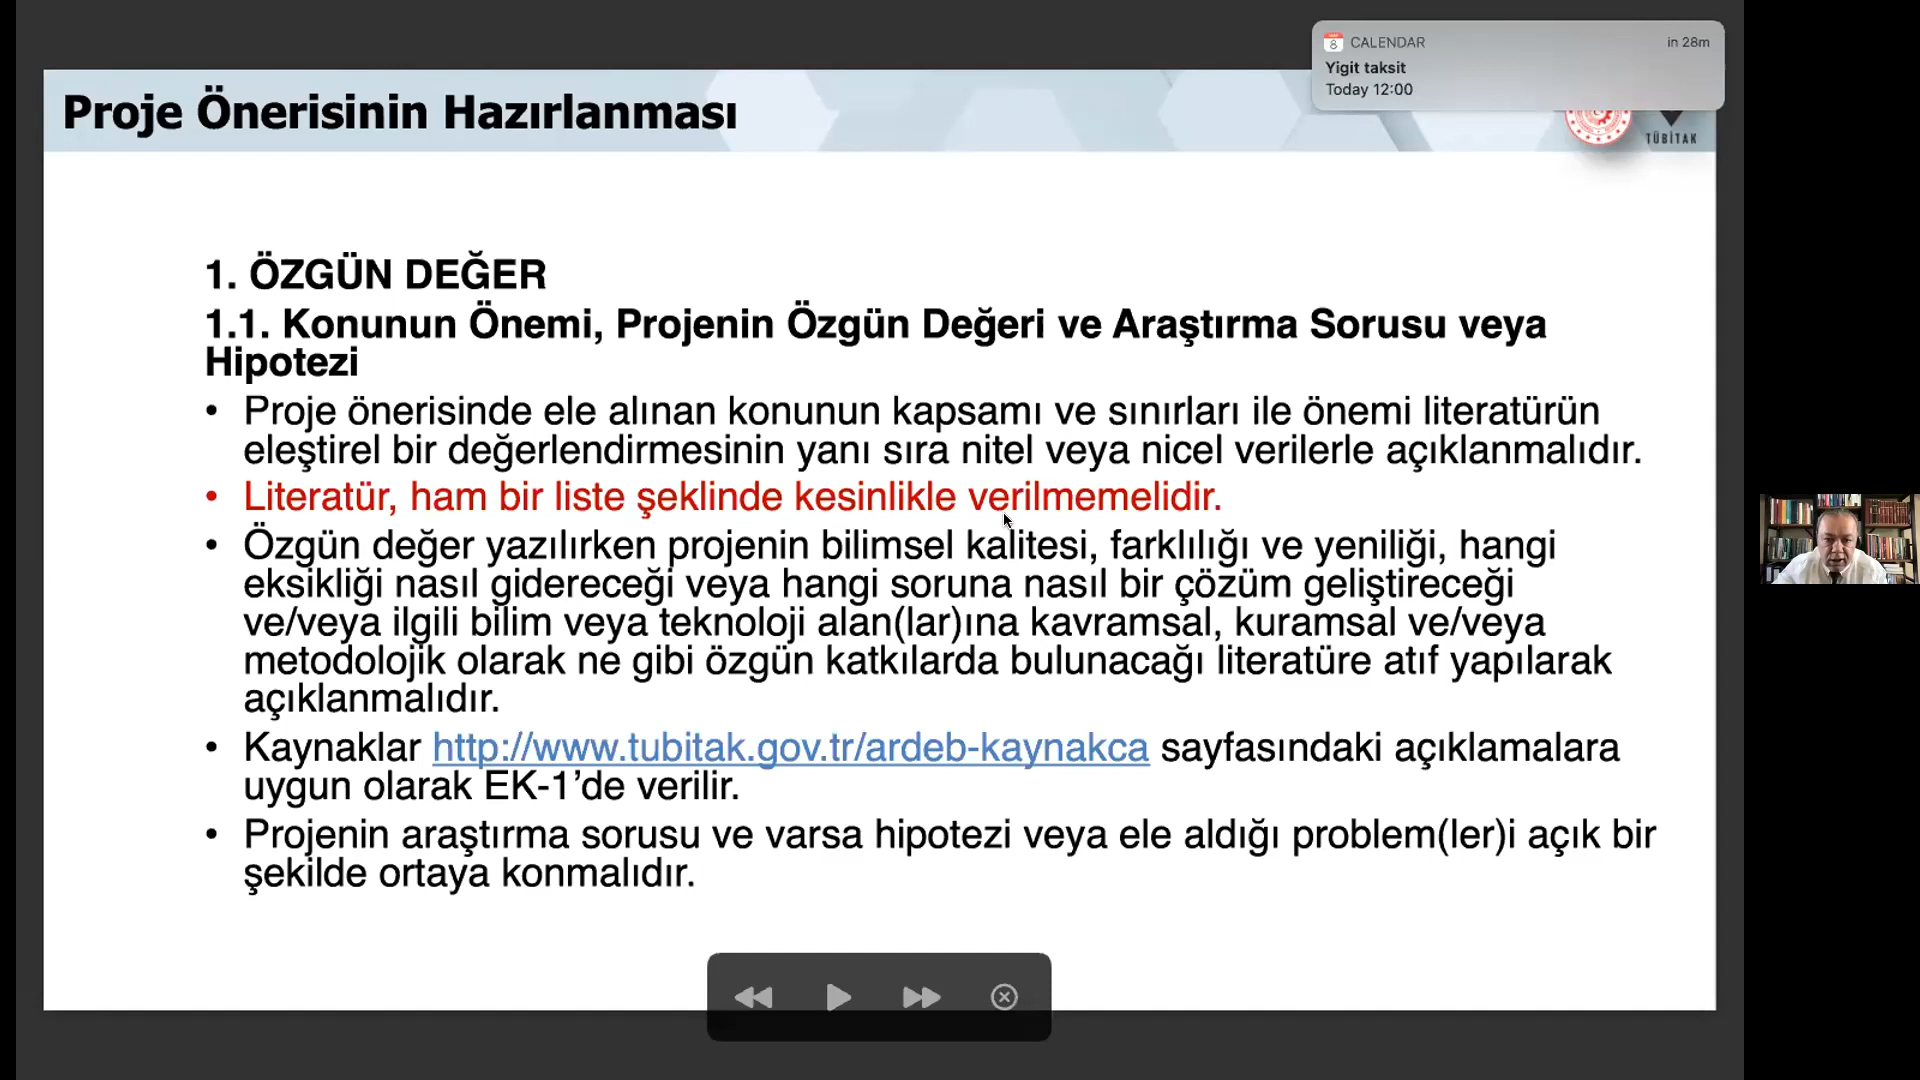 CALENDAR
in 28m
8
Yigit taksit
Today 12:00
Proje Önerisinin Hazırlanması
TÜBİTAK
1. ÖZGÜN DEĞER
1.1. Konunun Önemi, Projenin Özgün Değeri ve Araştırma Sorusu veya
Hipotezi
• Proje önerisinde ele alınan konunun kapsamı ve sınırları ile önemi literatürün
eleştirel bir değerlendirmesinin yanı sıra nitel veya nicel verilerle açıklanmalıdır.
• Literatür, ham bir liste şeklinde kesinlikle verilmemelidir.
• Özgün değer yazılırken projenin bilimsel kalitesi, farklılığı ve yeniliği, hangi
eksikliği nasıl gidereceği veya hangi soruna nasıl bir çözüm geliştireceği
ve/veya ilgili bilim veya teknoloji alan(lar)ına kavramsal, kuramsal ve/veya
metodolojik olarak ne gibi özgün katkılarda bulunacağı literatüre atıf yapılarak
açıklanmalıdır.
• Kaynaklar http://www.tubitak.gov.tr/ardeb-kaynakca sayfasındaki açıklamalara
uygun olarak EK-1’de verilir.
• Projenin araştırma sorusu ve varsa hipotezi veya ele aldığı problem(ler)i açık bir
şekilde ortaya konmalıdır.